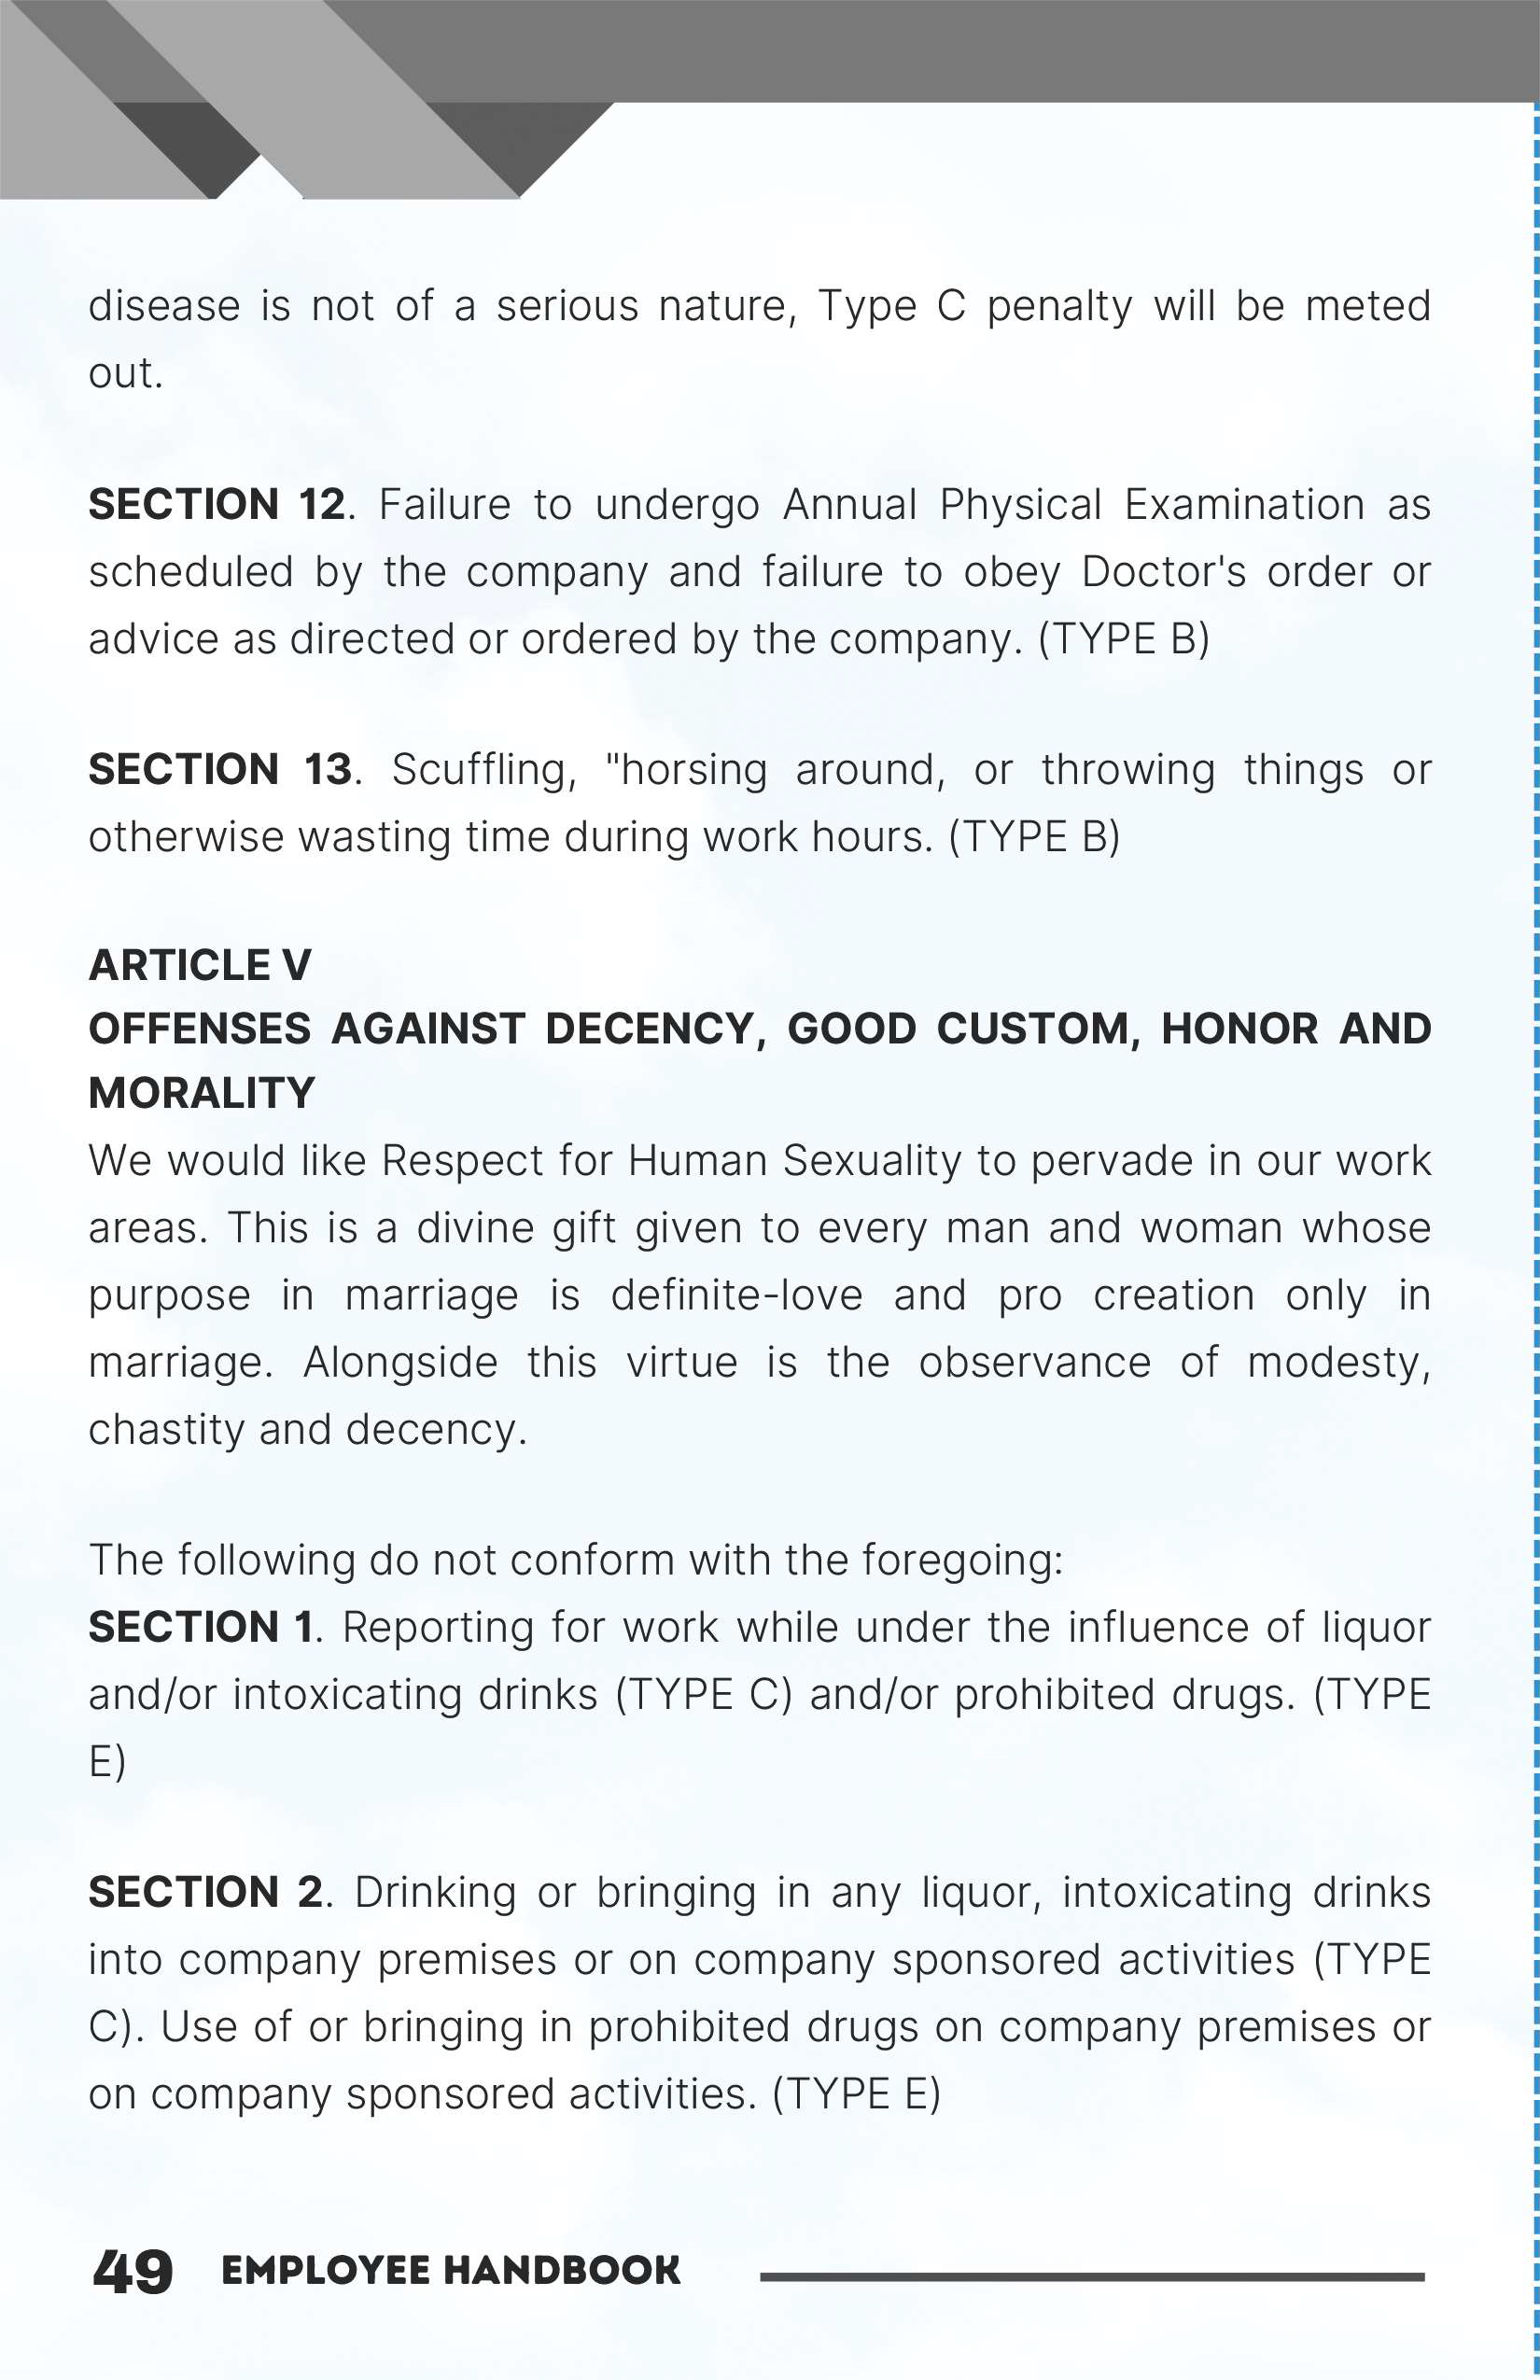 disease is not of a serious nature, Type C penalty will be meted
out.
SECTION 12. Failure to undergo Annual Physical Examination as
scheduled by the company and failure to obey Doctor's order or
advice as directed or ordered by the company. (TYPE B)
SECTION 13. Scuffling, "horsing around, or throwing things or
otherwise wasting time during work hours. (TYPE B)
ARTICLE V
OFFENSES AGAINST DECENCY, GOOD CUSTOM, HONOR AND
MORALITY
We would like Respect for Human Sexuality to pervade in our work
areas. This is a divine gift given to every man and woman whose
purpose in marriage is definite-love and pro creation only in
marriage. Alongside this virtue is the observance of modesty,
chastity and decency.
The following do not conform with the foregoing:
SECTION 1. Reporting for work while under the influence of liquor
and/or intoxicating drinks (TYPE C) and/or prohibited drugs. (TYPE
E)
SECTION 2. Drinking or bringing in any liquor, intoxicating drinks
into company premises or on company sponsored activities (TYPE
C). Use of or bringing in prohibited drugs on company premises or
on company sponsored activities. (TYPE E)
49 EMPLOYEE HANDBOOK